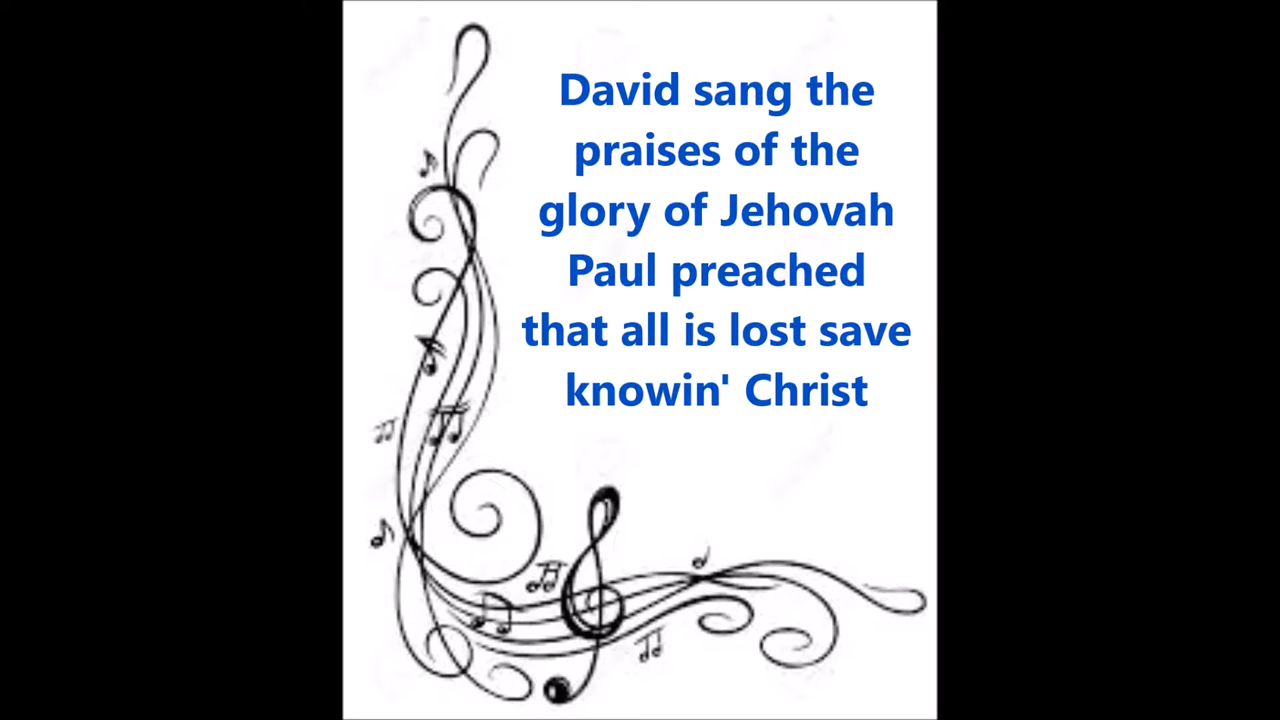 David sang the
praises of the
glory of Jehovah
Paul preached
that all is lost save
knowin' Christ